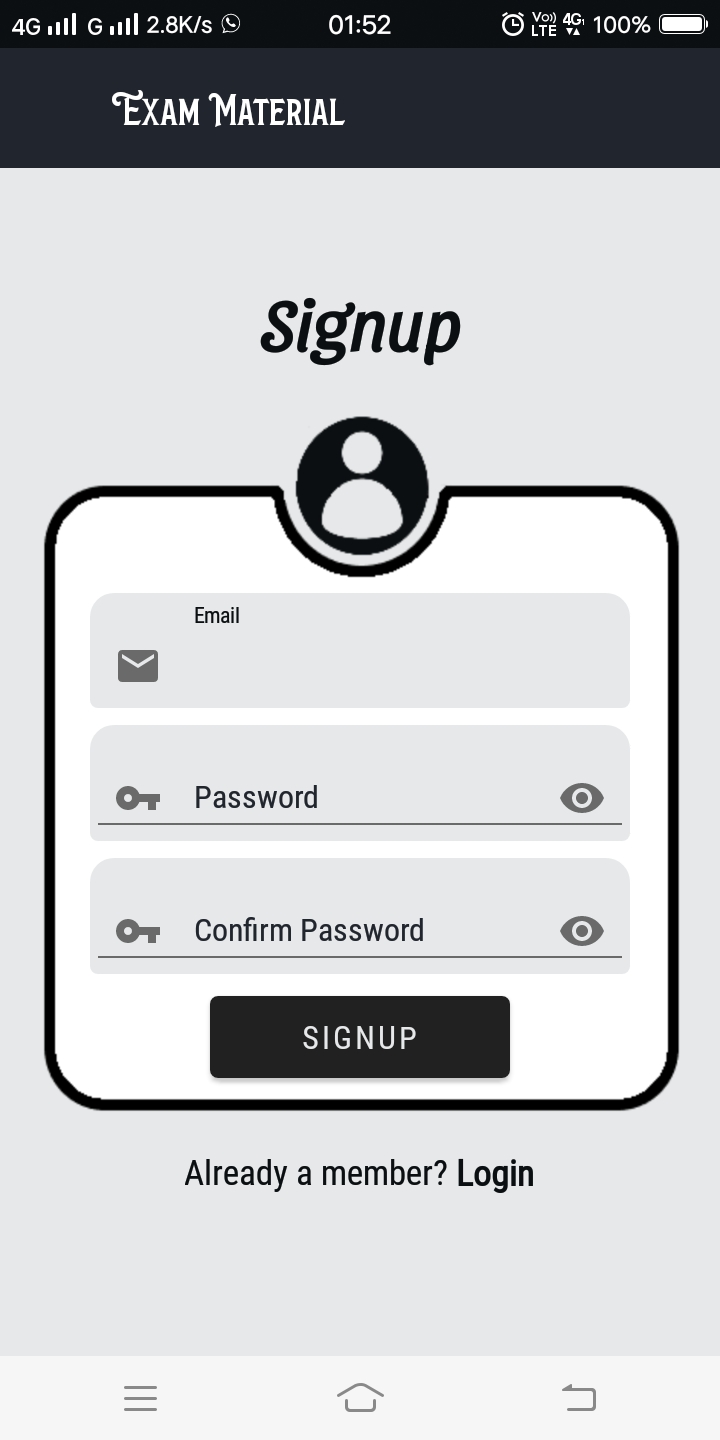 4G G 2.8K/s 01:52 Vo)) LTE 4G 100%
Exam Material
Signup
Email
Password
Confirm Password
SIGNUP
Already a member? Login